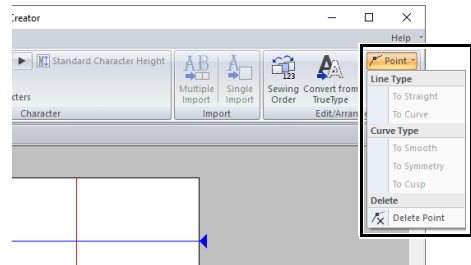 Creator
Help
Standard Character Height
cters
Character
AB
A
Multiple Import
Single Import
Import
123
Sewing Order
A
Convert from TrueType
Edit/Arran
Point
Line Type
To Straight
To Curve
Curve Type
To Smooth
To Symmetry
To Cusp
Delete
Delete Point